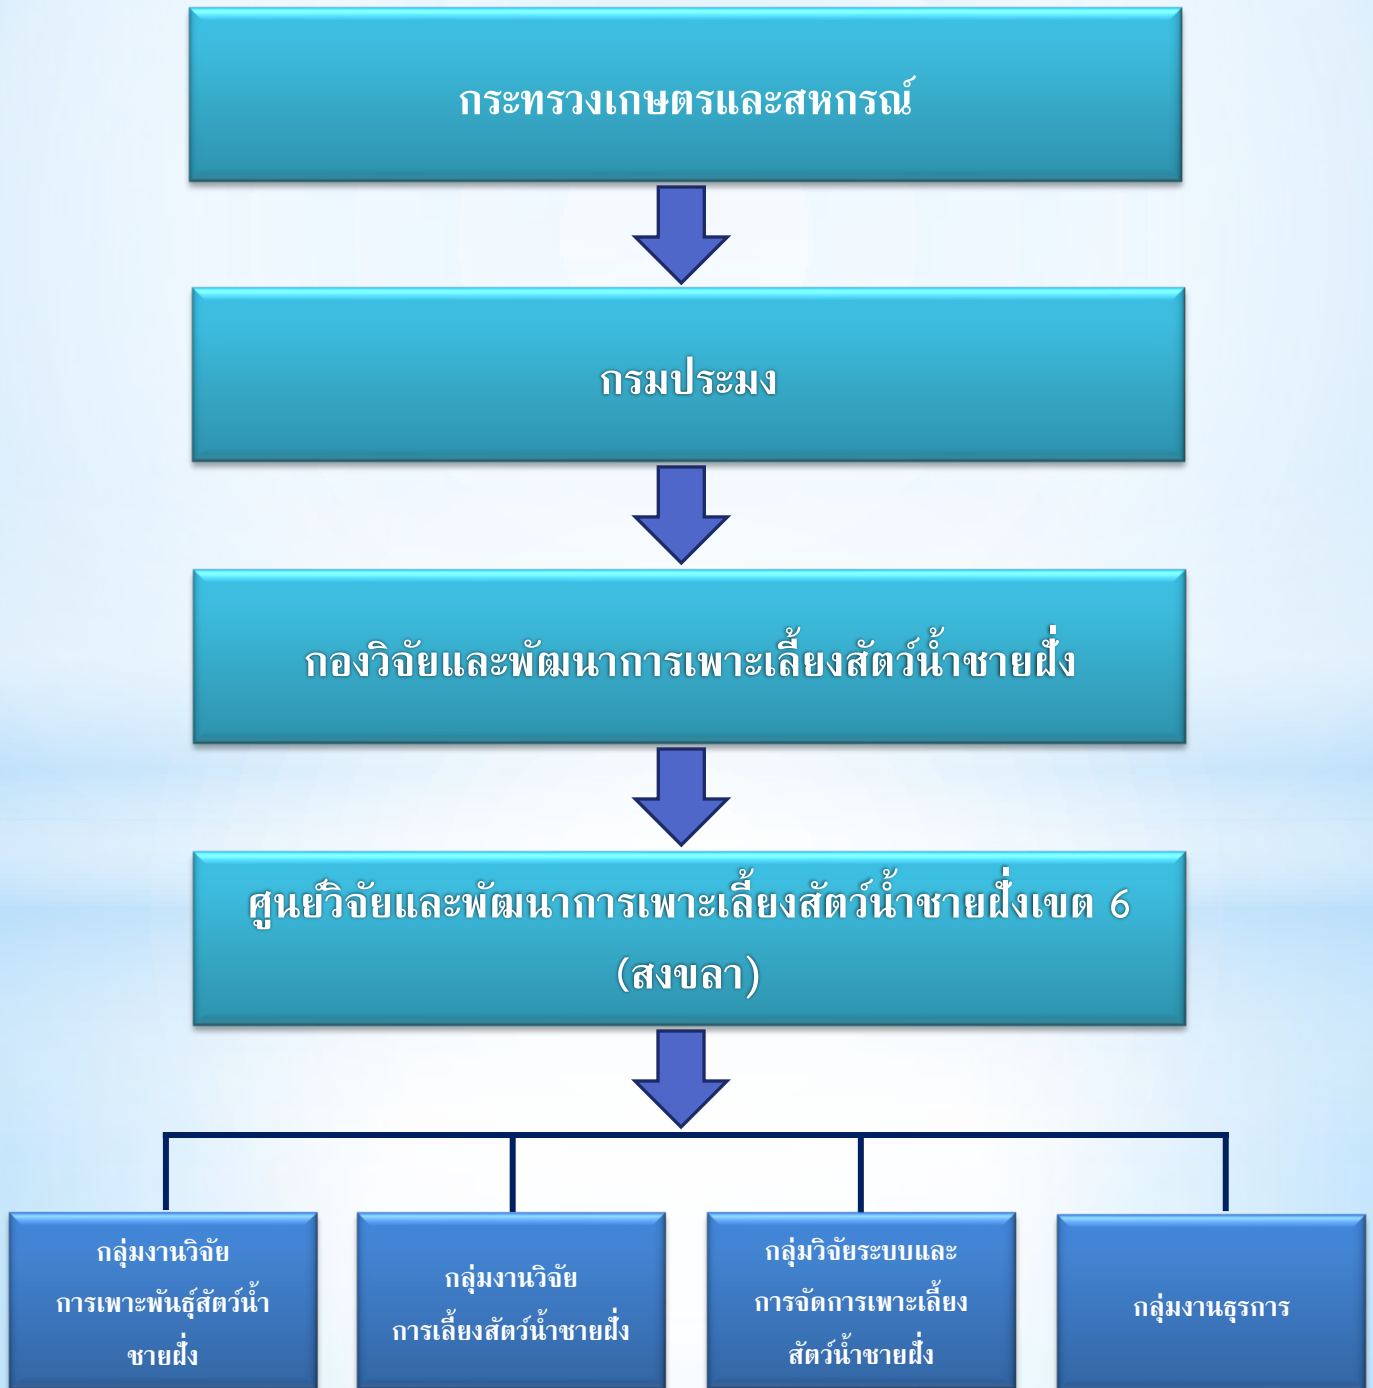 กระทรวงเกษตรและสหกรณ์
กรมประมง
กองวิจัยและพัฒนาการเพาะเลี้ยงสัตว์น้ำชายฝั่ง
ศูนย์วิจัยและพัฒนาการเพาะเลี้ยงสัตว์น้ำชายฝั่งเขต 6
(สงขลา)
กลุ่มงานวิจัย
การเพาะพันธุ์สัตว์น้ำ
ชายฝั่ง
กลุ่มงานวิจัย
การเลี้ยงสัตว์น้ำชายฝั่ง
กลุ่มวิจัยระบบและ
การจัดการเพาะเลี้ยง
สัตว์น้ำชายฝั่ง
กลุ่มงานธุรการ